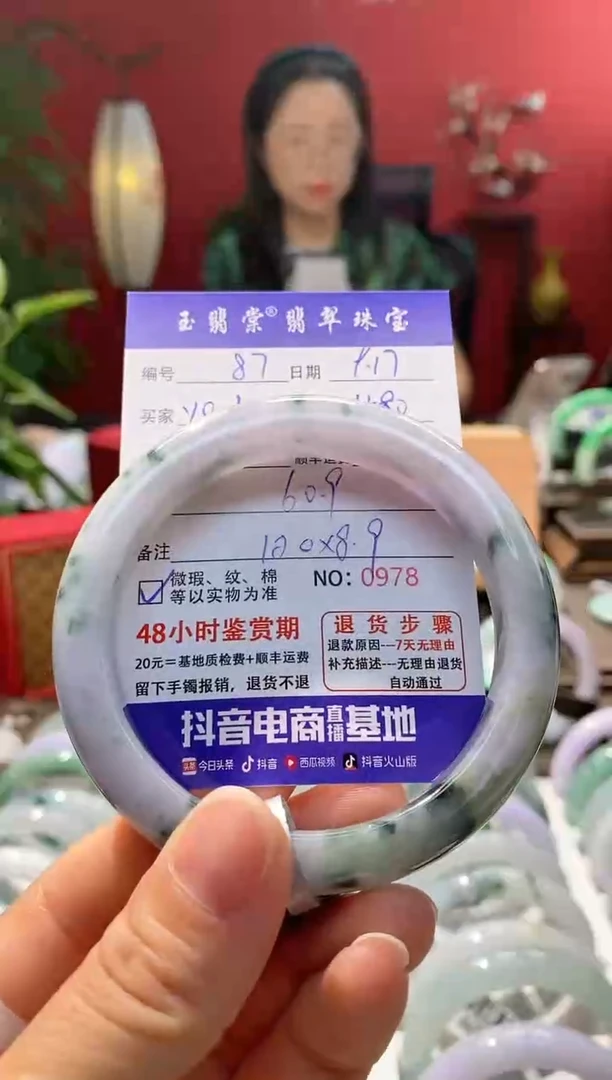 玉翡棠®翡翠珠宝
编号 87 日期
买家
60.9
备注 120x8.9
微瑕、纹、棉
等以实物为准
NO: 0978
48小时鉴赏期
20元=基地质检费+顺丰运费
留下手镯报销，退货不退
退货步骤
退款原因---7天无理由
补充描述---无理由退货
自动通过
抖音电商直播基地
头条 今日头条 抖音 西瓜视频 抖音火山版